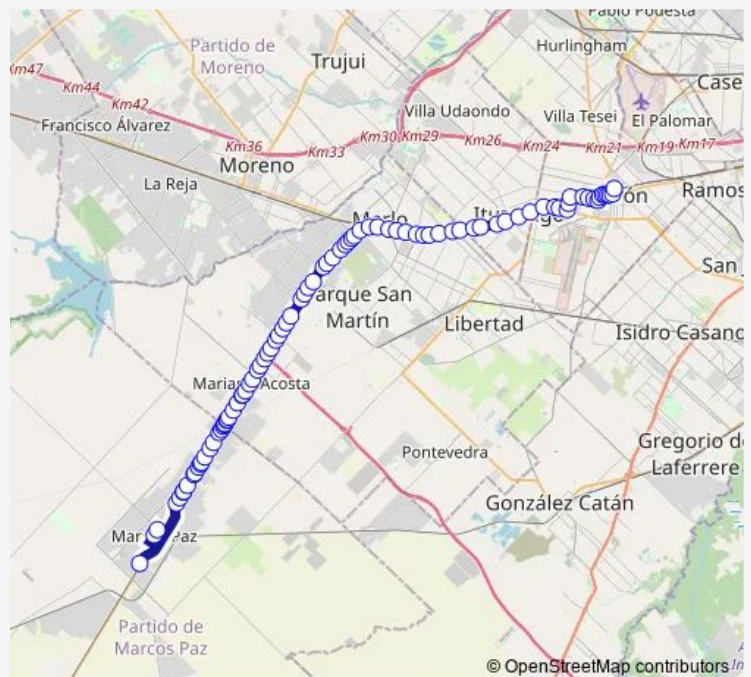 Pablo Podestá
Partido de
Moreno
Trujui
Hurlingham
Km47
Km44
Km42
Case
Villa Udaondo
Villa Tesei
El Palomar
Francisco Álvarez
Km36
Km33
Km30
Km29
Km26
Km24
Km21
Km19
Km17
Moreno
La Reja
Ramos
Merlo
San
Parque San
Martín
Libertad
Isidro Casano
Mariano Acosta
Pontevedra
Gregorio d
Laferrere
González Catán
Partido de
Marcos Paz
© OpenStreetMap contributors